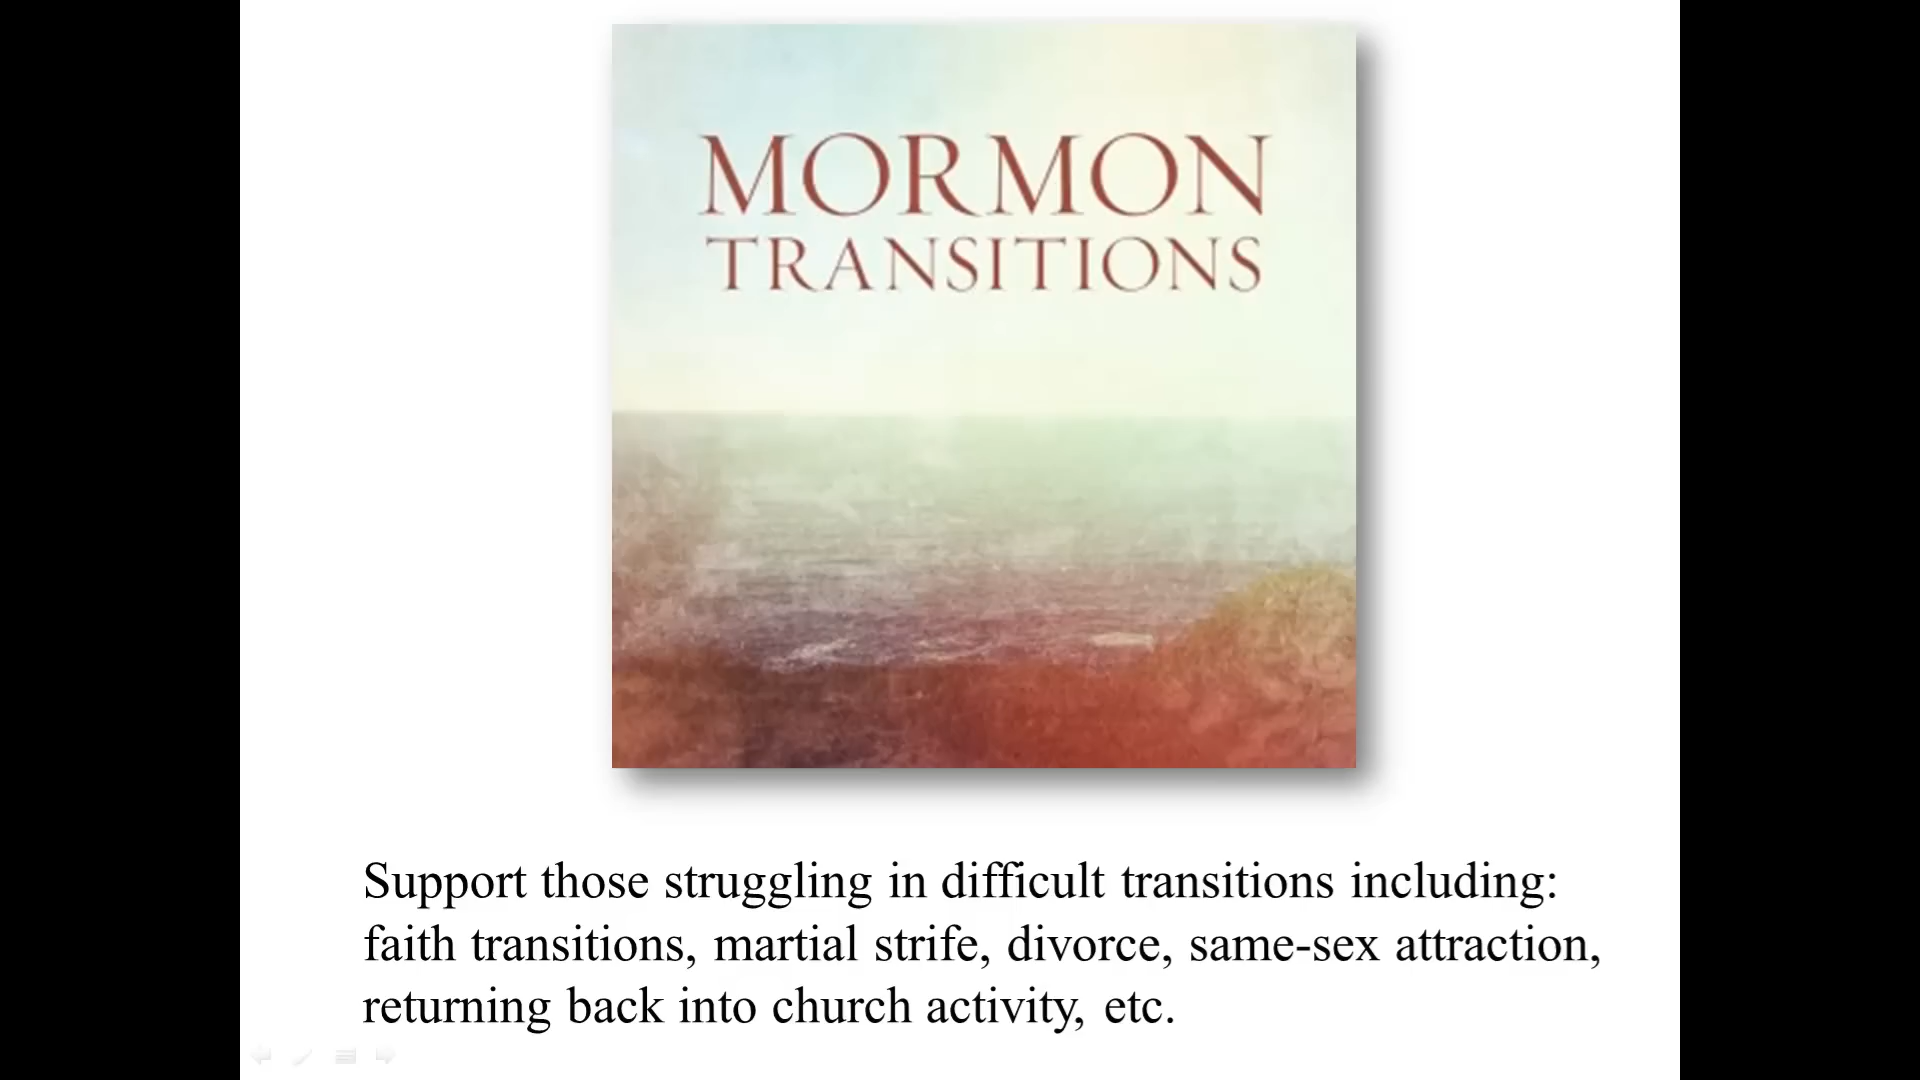 MORMON
TRANSITIONS
Support those struggling in difficult transitions including:
faith transitions, martial strife, divorce, same-sex attraction,
returning back into church activity, etc.